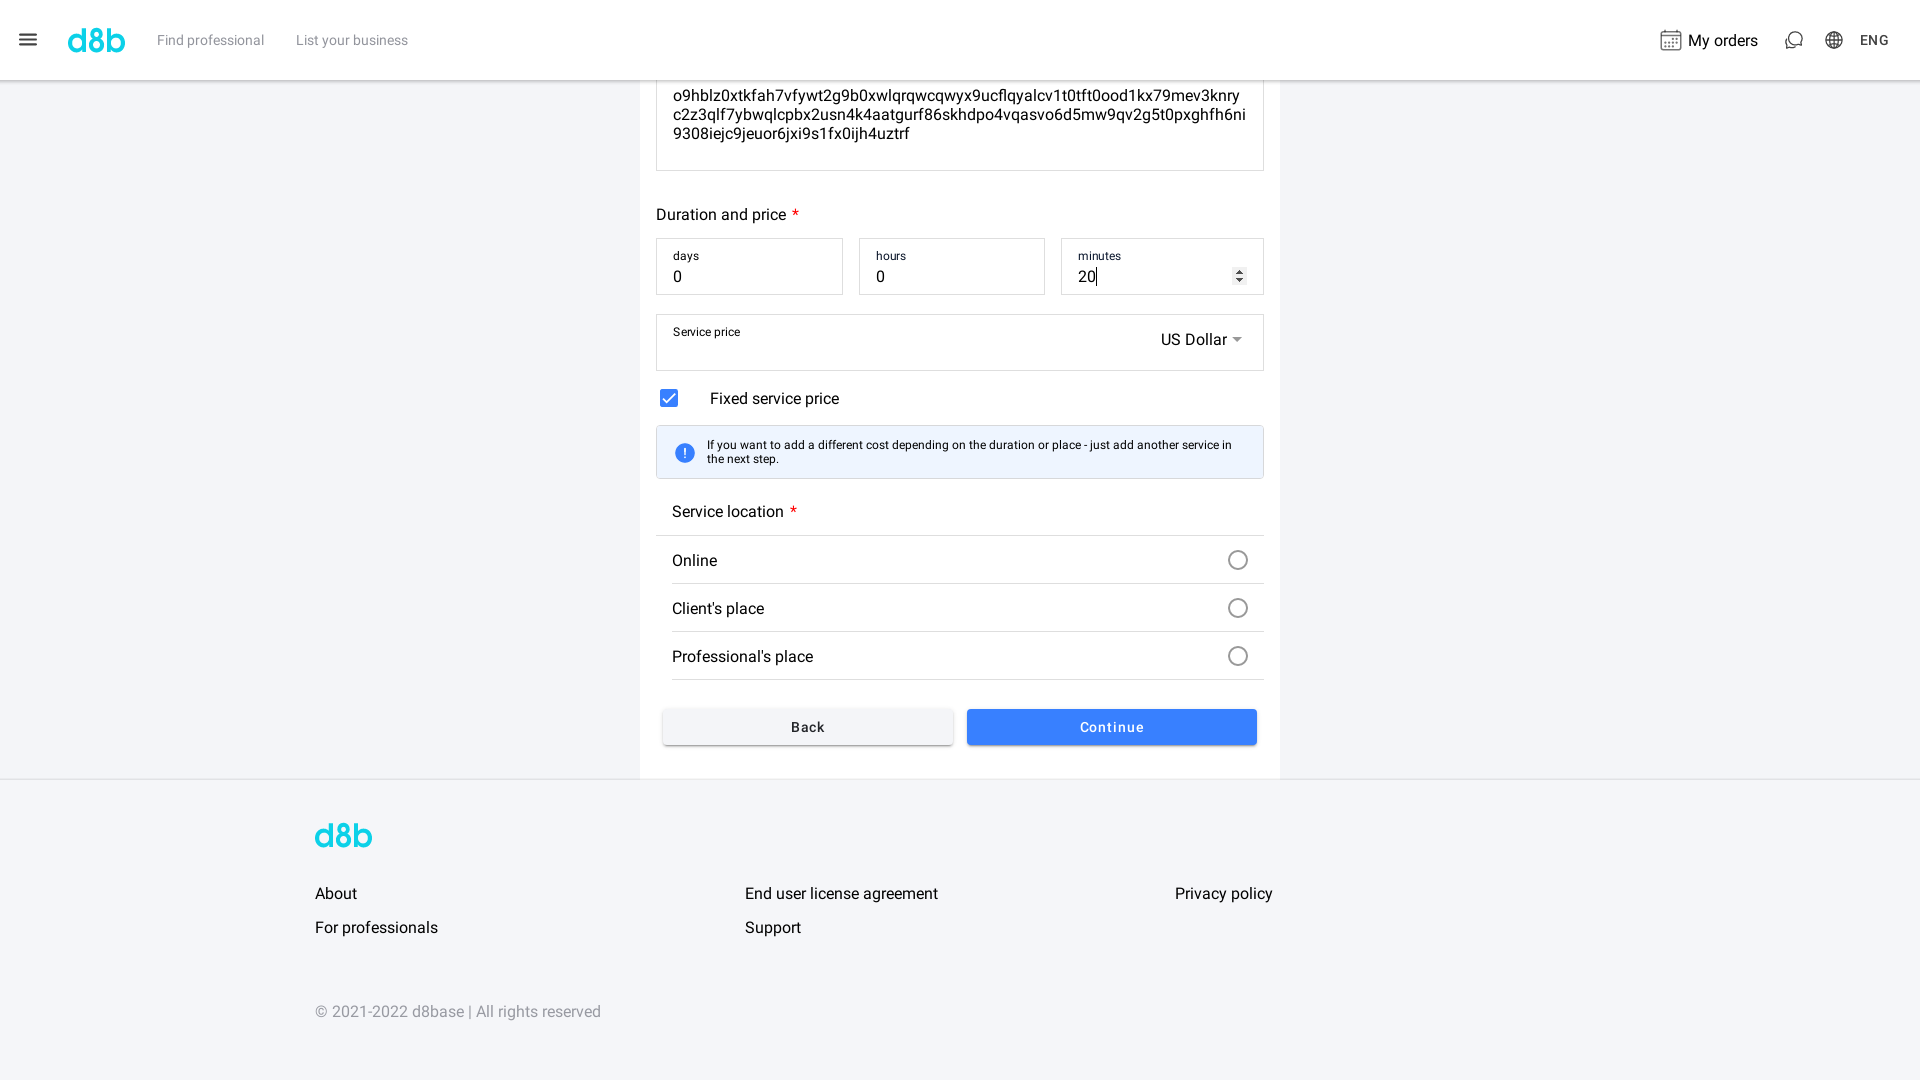 d8b
Find professional
List your business
My orders
ENG
o9hblz0xtkfah7vfywt2g9b0xwlqrqwcqwyx9ucflqyalcv1t0tft0ood1kx79mev3knry
c2z3qlf7ybwqlcpbx2usn4k4aatgurf86skhdpo4vqasvo6d5mw9qv2g5t0pxghfh6ni
9308iejc9jeuor6jxi9s1fx0ijh4uztrf
Duration and price *
days
0
hours
0
minutes
20
Service price
US Dollar
Fixed service price
If you want to add a different cost depending on the duration or place - just add another service in
the next step.
Service location *
Online
Client's place
Professional's place
Back
Continue
d8b
About
End user license agreement
Privacy policy
For professionals
Support
© 2021-2022 d8base | All rights reserved